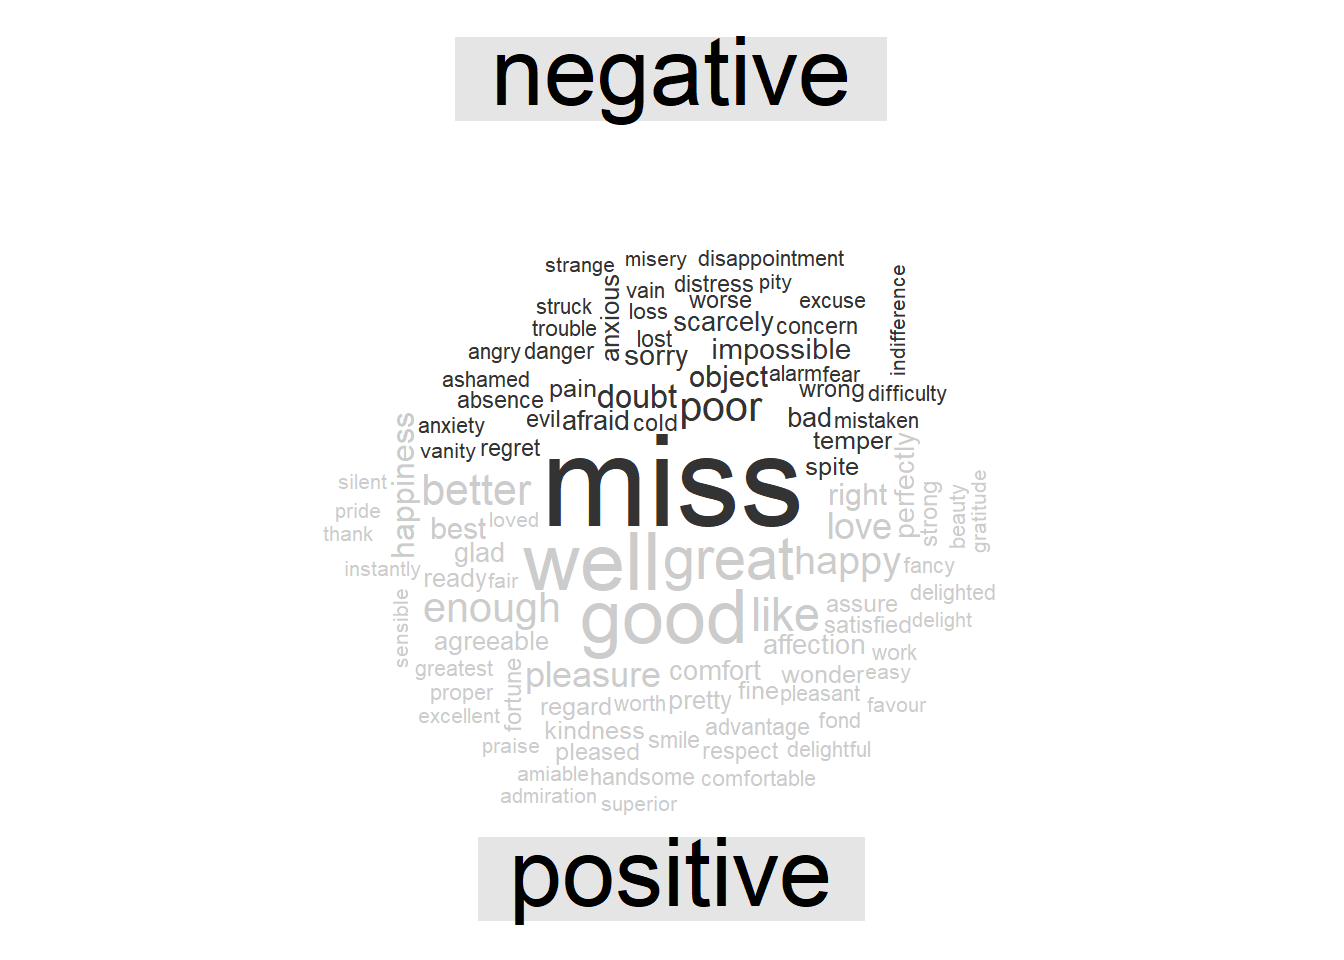 negative
strange misery disappointment
anxious vain distress pity
struck loss worse excuse indifference
trouble lost scarcely concern
angry danger sorry impossible
ashamed pain doubt object alarm fear wrong difficulty
absence evil afraid cold poor bad mistaken
anxiety vanity regret miss temper spite
silent happiness better right perfectly strong beauty gratitude
pride best loved love
thank glad well great happy fancy
instantly ready fair delighted
sensible enough good like assure satisfied delight
agreeable affection work
greatest fortune pleasure comfort wonder easy
proper regard worth pretty fine pleasant favour
excellent kindness advantage fond
praise pleased smile respect delightful
amiable handsome comfortable
admiration superior
positive